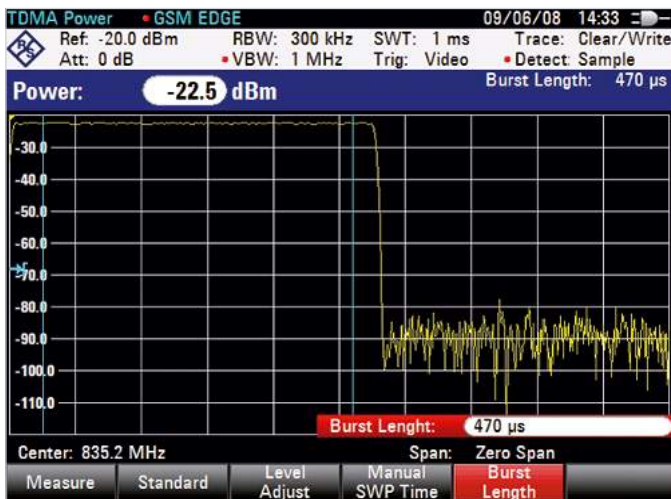 TDMA Power • GSM EDGE 09/06/08 14:33
Ref: -20.0 dBm RBW: 300 kHz SWT: 1 ms Trace: Clear/Write
Att: 0 dB • VBW: 1 MHz Trig: Video • Detect: Sample
Power: -22.5 dBm Burst Length: 470 µs
-30.0
-40.0
-50.0
-60.0
-70.0
-80.0
-90.0
-100.0
-110.0
Burst Lenght: 470 µs
Center: 835.2 MHz Span: Zero Span
Measure Standard Level Adjust Manual SWP Time Burst Length